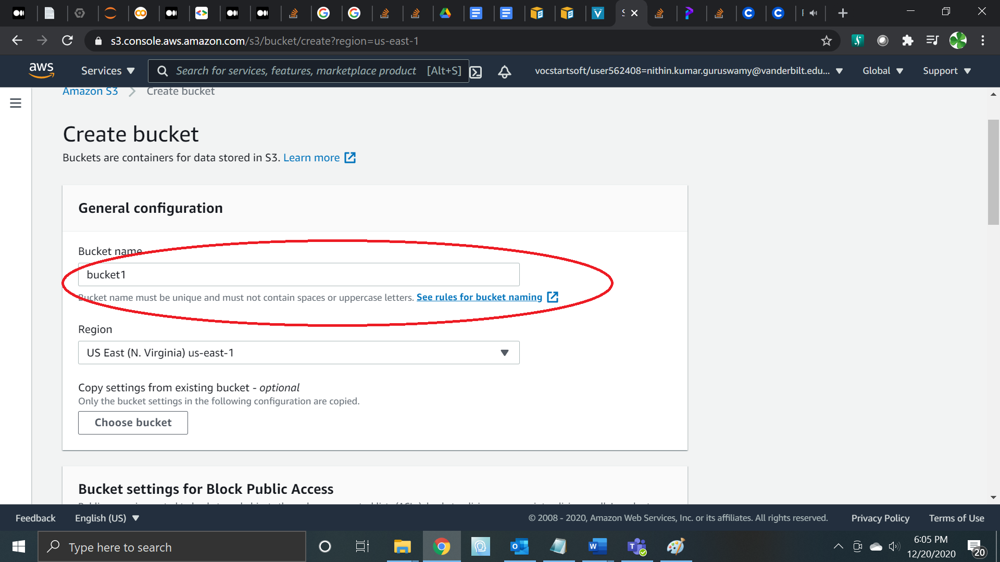 s3.console.aws.amazon.com/s3/bucket/create?region=us-east-1
aws
Services
Search for services, features, marketplace product [Alt+S]
vocstartsoft/user562408=nithin.kumar.guruswamy@vanderbilt.edu...
Global
Support
Amazon S3 Create bucket
Create bucket
Buckets are containers for data stored in S3. Learn more
General configuration
Bucket name
bucket1
Bucket name must be unique and must not contain spaces or uppercase letters. See rules for bucket naming
Region
US East (N. Virginia) us-east-1
Copy settings from existing bucket - optional
Only the bucket settings in the following configuration are copied.
Choose bucket
Bucket settings for Block Public Access
Feedback
English (US)
© 2008 - 2020, Amazon Web Services, Inc. or its affiliates. All rights reserved.
Privacy Policy
Terms of Use
Type here to search
6:05 PM
12/20/2020
20